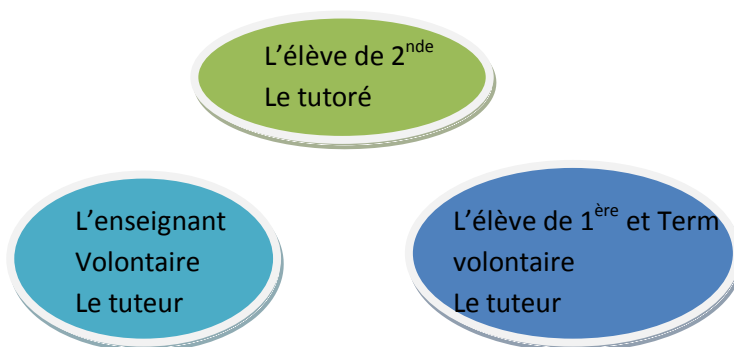 L'élève de 2nde
Le tutoré
L'enseignant
Volontaire
Le tuteur
L'élève de 1ère et Term
volontaire
Le tuteur